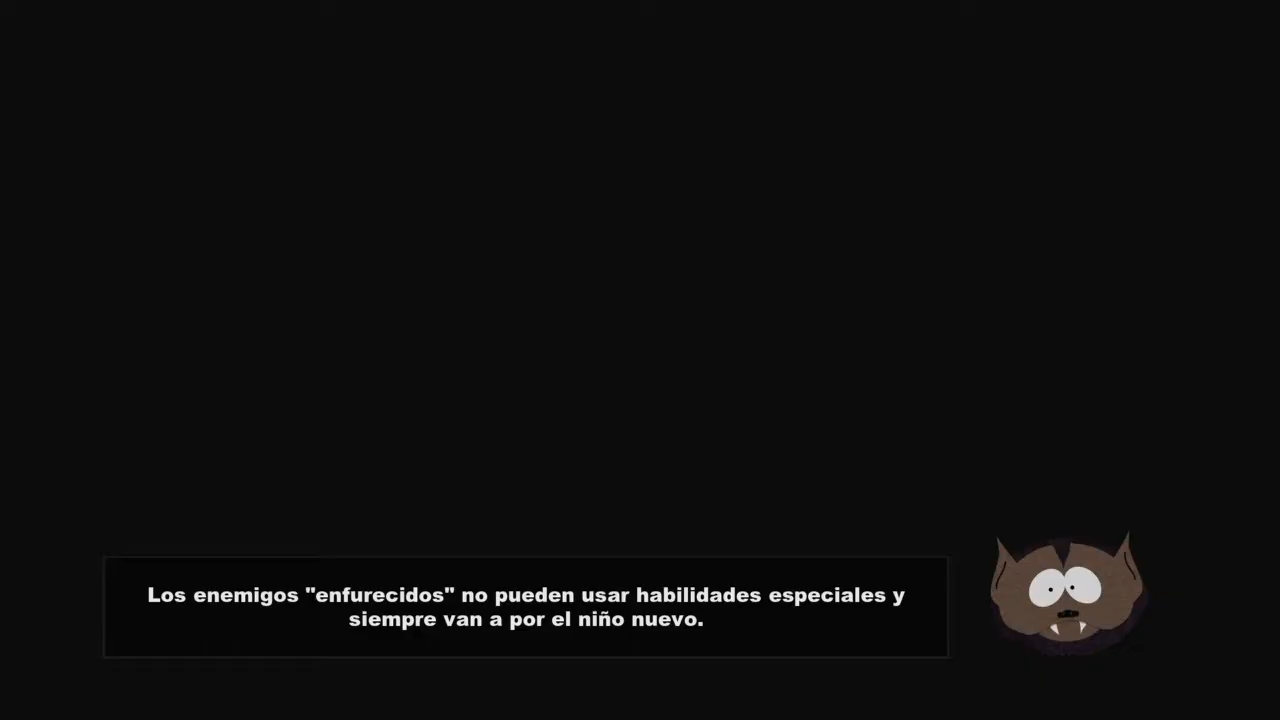 Los enemigos "enfurecidos" no pueden usar habilidades especiales y
siempre van a por el niño nuevo.